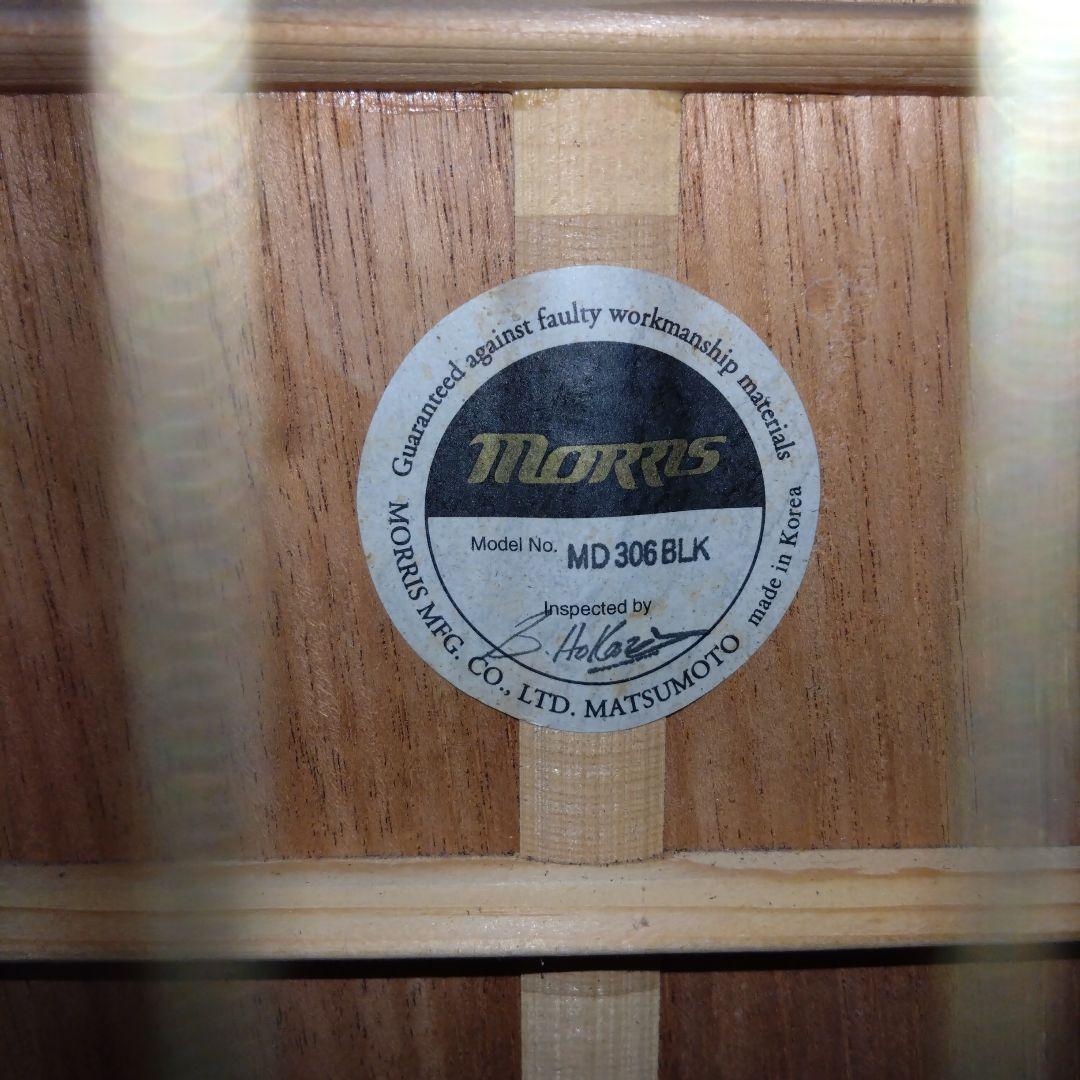 Guaranteed against faulty workmanship materials
MORRIS
Model No. MD 306 BLK
Inspected by
MORRIS MFG. CO., LTD. MATSUMOTO
made in Korea